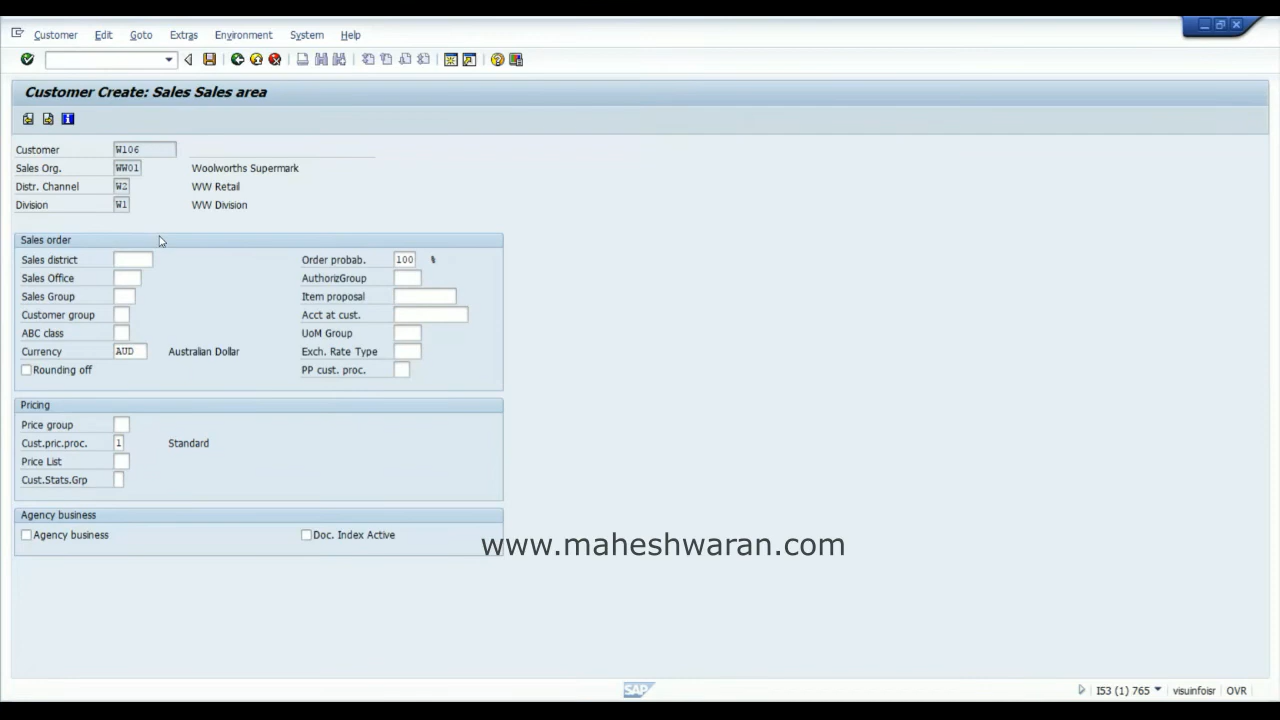 Customer Edit Goto Extras Environment System Help
Customer Create: Sales Sales area
Customer W106
Sales Org. WW01 Woolworths Supermark
Distr. Channel W2 WW Retail
Division W1 WW Division
Sales order
Sales district Order probab. 100 %
Sales Office AuthorizGroup
Sales Group Item proposal
Customer group Acct at cust.
ABC class UoM Group
Currency AUD Australian Dollar Exch. Rate Type
Rounding off PP cust. proc.
Pricing
Price group
Cust.pric.proc. 1 Standard
Price List
Cust.Stats.Grp
Agency business
Agency business Doc. Index Active
www.maheshwaran.com
SAP I53 (1) 765 visuinfoisr OVR